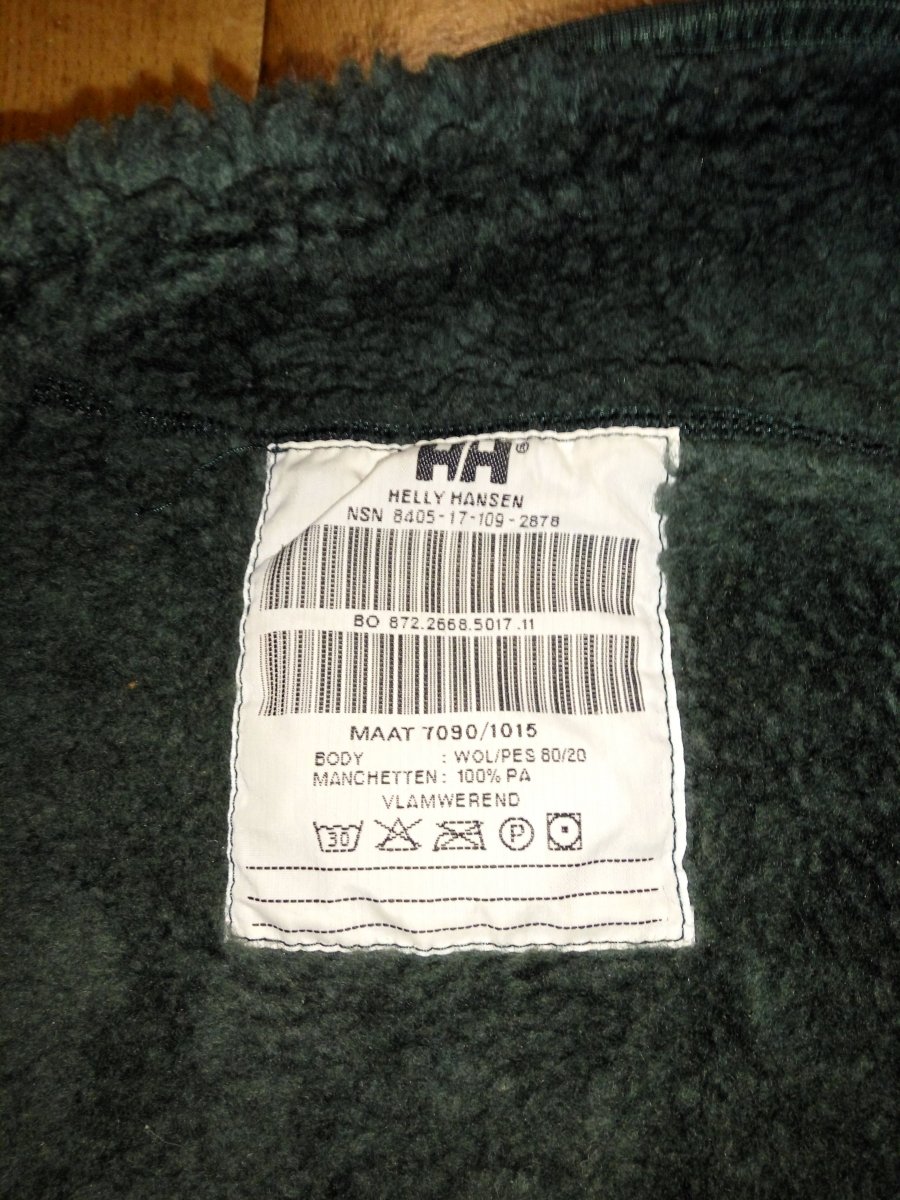 HH®
HELLY HANSEN
NSN 8405-17-109-2878
BO 872.2668.5017.11
MAAT 7090/1015
BODY : WOL/PES 80/20
MANCHETTEN : 100% PA
VLAMWEREND
30 P